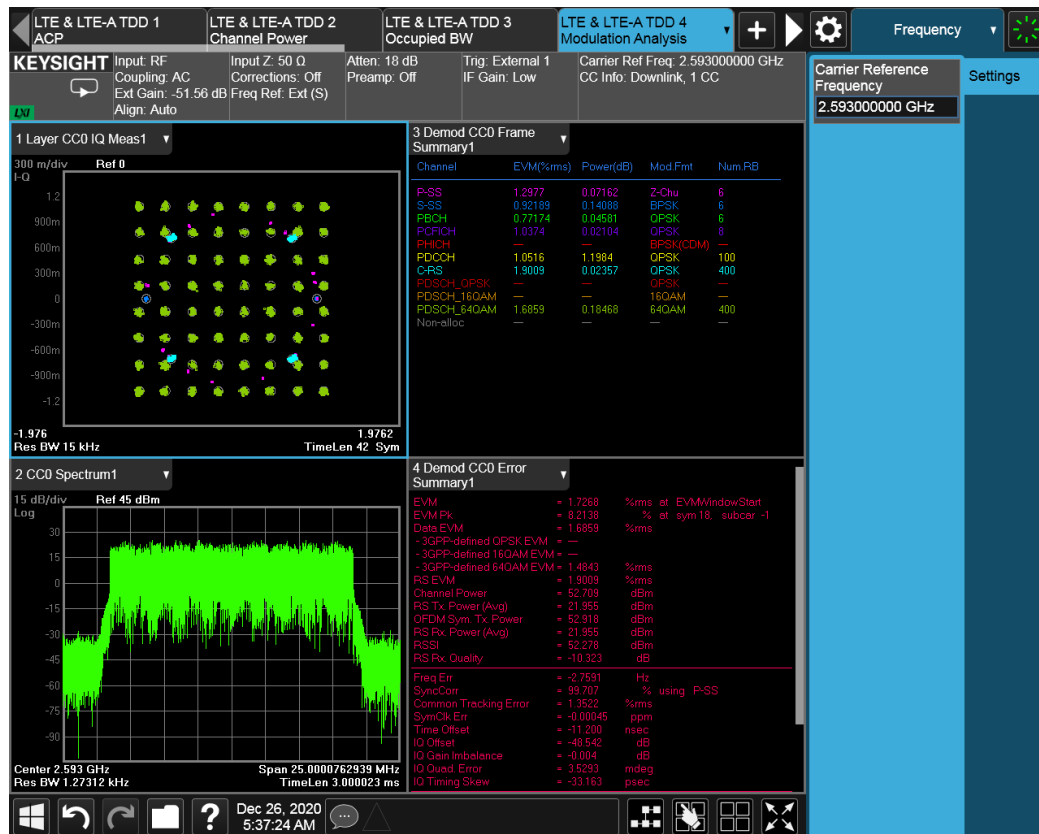 LTE & LTE-A TDD 1
ACP
LTE & LTE-A TDD 2
Channel Power
LTE & LTE-A TDD 3
Occupied BW
LTE & LTE-A TDD 4
Modulation Analysis
Frequency
KEYSIGHT
LXI
Input: RF
Coupling: AC
Ext Gain: -51.56 dB
Align: Auto
Input Z: 50 Ω
Corrections: Off
Freq Ref: Ext (S)
Atten: 18 dB
Preamp: Off
Trig: External 1
IF Gain: Low
Carrier Ref Freq: 2.593000000 GHz
CC Info: Downlink, 1 CC
Carrier Reference
Frequency
2.593000000 GHz
Settings
1 Layer CC0 IQ Meas1
300 m/div Ref 0
I-Q
1.2
900m
600m
300m
0
-300m
-600m
-900m
-1.2
-1.976 1.9762
Res BW 15 kHz TimeLen 42 Sym
3 Demod CC0 Frame
Summary1
Channel EVM(%rms) Power(dB) Mod.Fmt Num.RB
P-SS 1.2977 0.07162 Z-Chu 6
S-SS 0.92189 0.14088 BPSK 6
PBCH 0.77174 0.04581 QPSK 6
PCFICH 1.0374 0.02104 QPSK 8
PHICH — — BPSK(CDM) —
PDCCH 1.0516 1.1984 QPSK 100
C-RS 1.9009 0.02357 QPSK 400
PDSCH_QPSK — — QPSK —
PDSCH_16QAM — — 16QAM —
PDSCH_64QAM 1.6859 0.18468 64QAM 400
Non-alloc — — — —
2 CC0 Spectrum1
15 dB/div Ref 45 dBm
Log
30
15
0
-15
-30
-45
-60
-75
-90
Center 2.593 GHz Span 25.0000762939 MHz
Res BW 1.27312 kHz TimeLen 3.000023 ms
4 Demod CC0 Error
Summary1
EVM = 1.7268 %rms at EVMWindowStart
EVM Pk = 8.2138 % at sym 18, subcar -1
Data EVM = 1.6859 %rms
- 3GPP-defined QPSK EVM = —
- 3GPP-defined 16QAM EVM = —
- 3GPP-defined 64QAM EVM = 1.4843 %rms
RS EVM = 1.9009 %rms
Channel Power = 52.709 dBm
RS Tx. Power (Avg) = 21.955 dBm
OFDM Sym. Tx. Power = 52.918 dBm
RS Rx. Power (Avg) = 21.955 dBm
RSSI = 52.278 dBm
RS Rx. Quality = -10.323 dB
Freq Err = -2.7591 Hz
SyncCorr = 99.707 % using P-SS
Common Tracking Error = 1.3522 %rms
SymClk Err = -0.00045 ppm
Time Offset = -11.200 nsec
IQ Offset = -48.542 dB
IQ Gain Imbalance = -0.004 dB
IQ Quad. Error = 3.5293 mdeg
IQ Timing Skew = -33.163 psec
Dec 26, 2020
5:37:24 AM